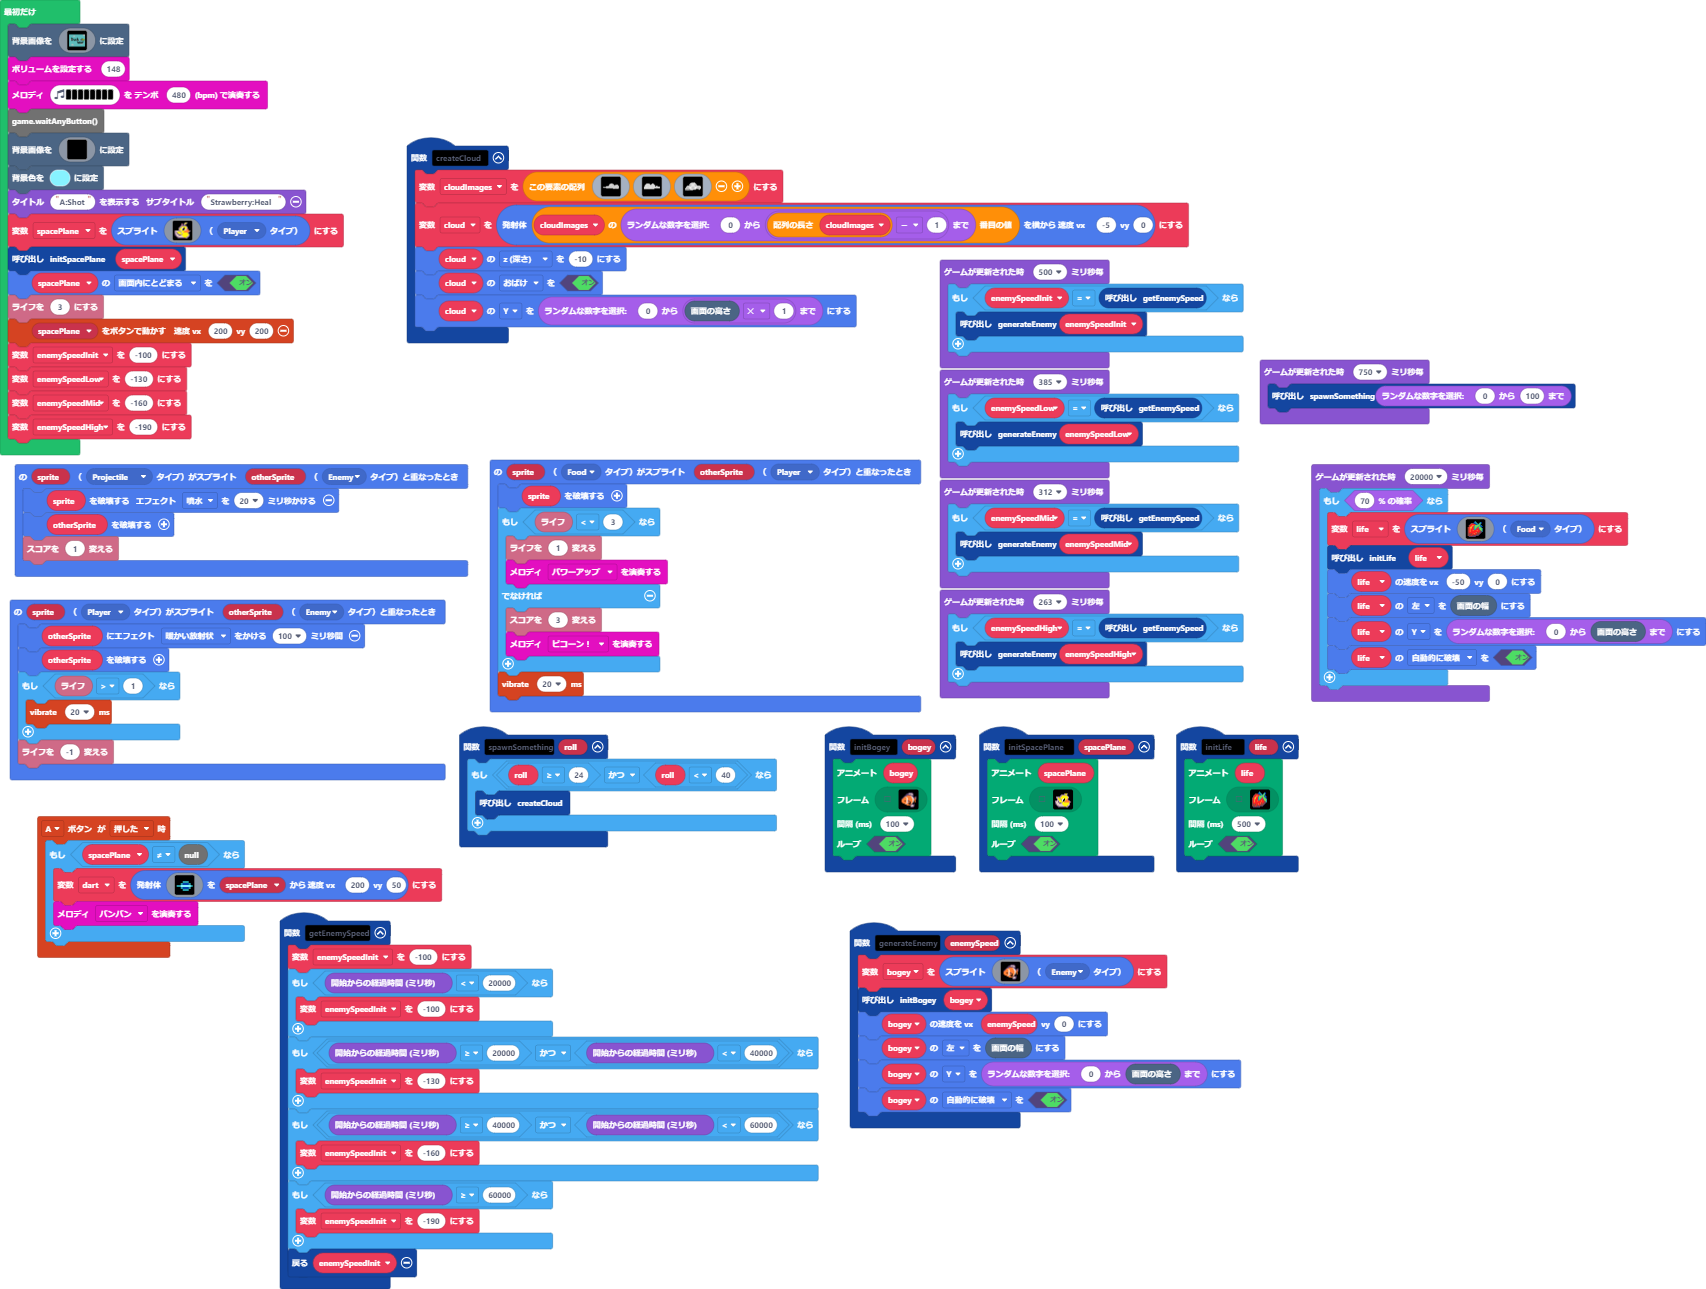 最初だけ
背景画像を に設定
ボリュームを設定する 148
メロディ を テンポ 480 (bpm) で演奏する
game.waitAnyButton()
背景画像を に設定
背景色を に設定
タイトル "A:Shot" を表示する サブタイトル "Strawberry:Heal"
変数 spacePlane を スプライト ( Player タイプ) にする
呼び出し initSpacePlane spacePlane
spacePlane の 画面内にとどまる を オン
ライフを 3 にする
spacePlane をボタンで動かす 速度 vx 200 vy 200
変数 enemySpeedInit を -100 にする
変数 enemySpeedLow を -130 にする
変数 enemySpeedMid を -160 にする
変数 enemySpeedHigh を -190 にする
関数 createCloud
変数 cloudImages を この要素の配列 にする
変数 cloud を 発射体 cloudImages の ランダムな数字を選択: 0 から 配列の長さ cloudImages - 1 まで 番目の値 を横から 速度 vx -5 vy 0 にする
cloud の z (深さ) を -10 にする
cloud の おばけ を オン
cloud の Y を ランダムな数字を選択: 0 から 画面の高さ × 1 まで にする
ゲームが更新された時 500 ミリ秒毎
もし enemySpeedInit = 呼び出し getEnemySpeed なら
呼び出し generateEnemy enemySpeedInit
ゲームが更新された時 385 ミリ秒毎
もし enemySpeedLow = 呼び出し getEnemySpeed なら
呼び出し generateEnemy enemySpeedLow
ゲームが更新された時 312 ミリ秒毎
もし enemySpeedMid = 呼び出し getEnemySpeed なら
呼び出し generateEnemy enemySpeedMid
ゲームが更新された時 263 ミリ秒毎
もし enemySpeedHigh = 呼び出し getEnemySpeed なら
呼び出し generateEnemy enemySpeedHigh
ゲームが更新された時 750 ミリ秒毎
呼び出し spawnSomething ランダムな数字を選択: 0 から 100 まで
ゲームが更新された時 20000 ミリ秒毎
もし 70 % の確率 なら
変数 life を スプライト ( Food タイプ) にする
呼び出し initLife life
life の速度を vx -50 vy 0 にする
life の 左 を 画面の幅 にする
life の Y を ランダムな数字を選択: 0 から 画面の高さ まで にする
life の 自動的に破壊 を オン
の sprite ( Projectile タイプ) がスプライト otherSprite ( Enemy タイプ) と重なったとき
sprite を破壊する エフェクト 噴水 を 20 ミリ秒かける
otherSprite を破壊する
スコアを 1 変える
の sprite ( Food タイプ) がスプライト otherSprite ( Player タイプ) と重なったとき
sprite を破壊する
もし ライフ < 3 なら
ライフを 1 変える
メロディ パワーアップ を演奏する
でなければ
スコアを 3 変える
メロディ ピコーン! を演奏する
vibrate 20 ms
の sprite ( Player タイプ) がスプライト otherSprite ( Enemy タイプ) と重なったとき
otherSprite にエフェクト 暖かい放射状 をかける 100 ミリ秒間
otherSprite を破壊する
もし ライフ > 1 なら
vibrate 20 ms
ライフを -1 変える
関数 spawnSomething roll
もし roll ≥ 24 かつ roll < 40 なら
呼び出し createCloud
関数 initBogey bogey
アニメート bogey
フレーム
間隔 (ms) 100
ループ オン
関数 initSpacePlane spacePlane
アニメート spacePlane
フレーム
間隔 (ms) 100
ループ オン
関数 initLife life
アニメート life
フレーム
間隔 (ms) 500
ループ オン
A ボタン が 押した 時
もし spacePlane ≠ null なら
変数 dart を 発射体 を spacePlane から 速度 vx 200 vy 50 にする
メロディ バンバン を演奏する
関数 getEnemySpeed
変数 enemySpeedInit を -100 にする
もし 開始からの経過時間 (ミリ秒) < 20000 なら
変数 enemySpeedInit を -100 にする
もし 開始からの経過時間 (ミリ秒) ≥ 20000 かつ 開始からの経過時間 (ミリ秒) < 40000 なら
変数 enemySpeedInit を -130 にする
もし 開始からの経過時間 (ミリ秒) ≥ 40000 かつ 開始からの経過時間 (ミリ秒) < 60000 なら
変数 enemySpeedInit を -160 にする
もし 開始からの経過時間 (ミリ秒) ≥ 60000 なら
変数 enemySpeedInit を -190 にする
戻る enemySpeedInit
関数 generateEnemy enemySpeed
変数 bogey を スプライト ( Enemy タイプ) にする
呼び出し initBogey bogey
bogey の速度を vx enemySpeed vy 0 にする
bogey の 左 を 画面の幅 にする
bogey の Y を ランダムな数字を選択: 0 から 画面の高さ まで にする
bogey の 自動的に破壊 を オン